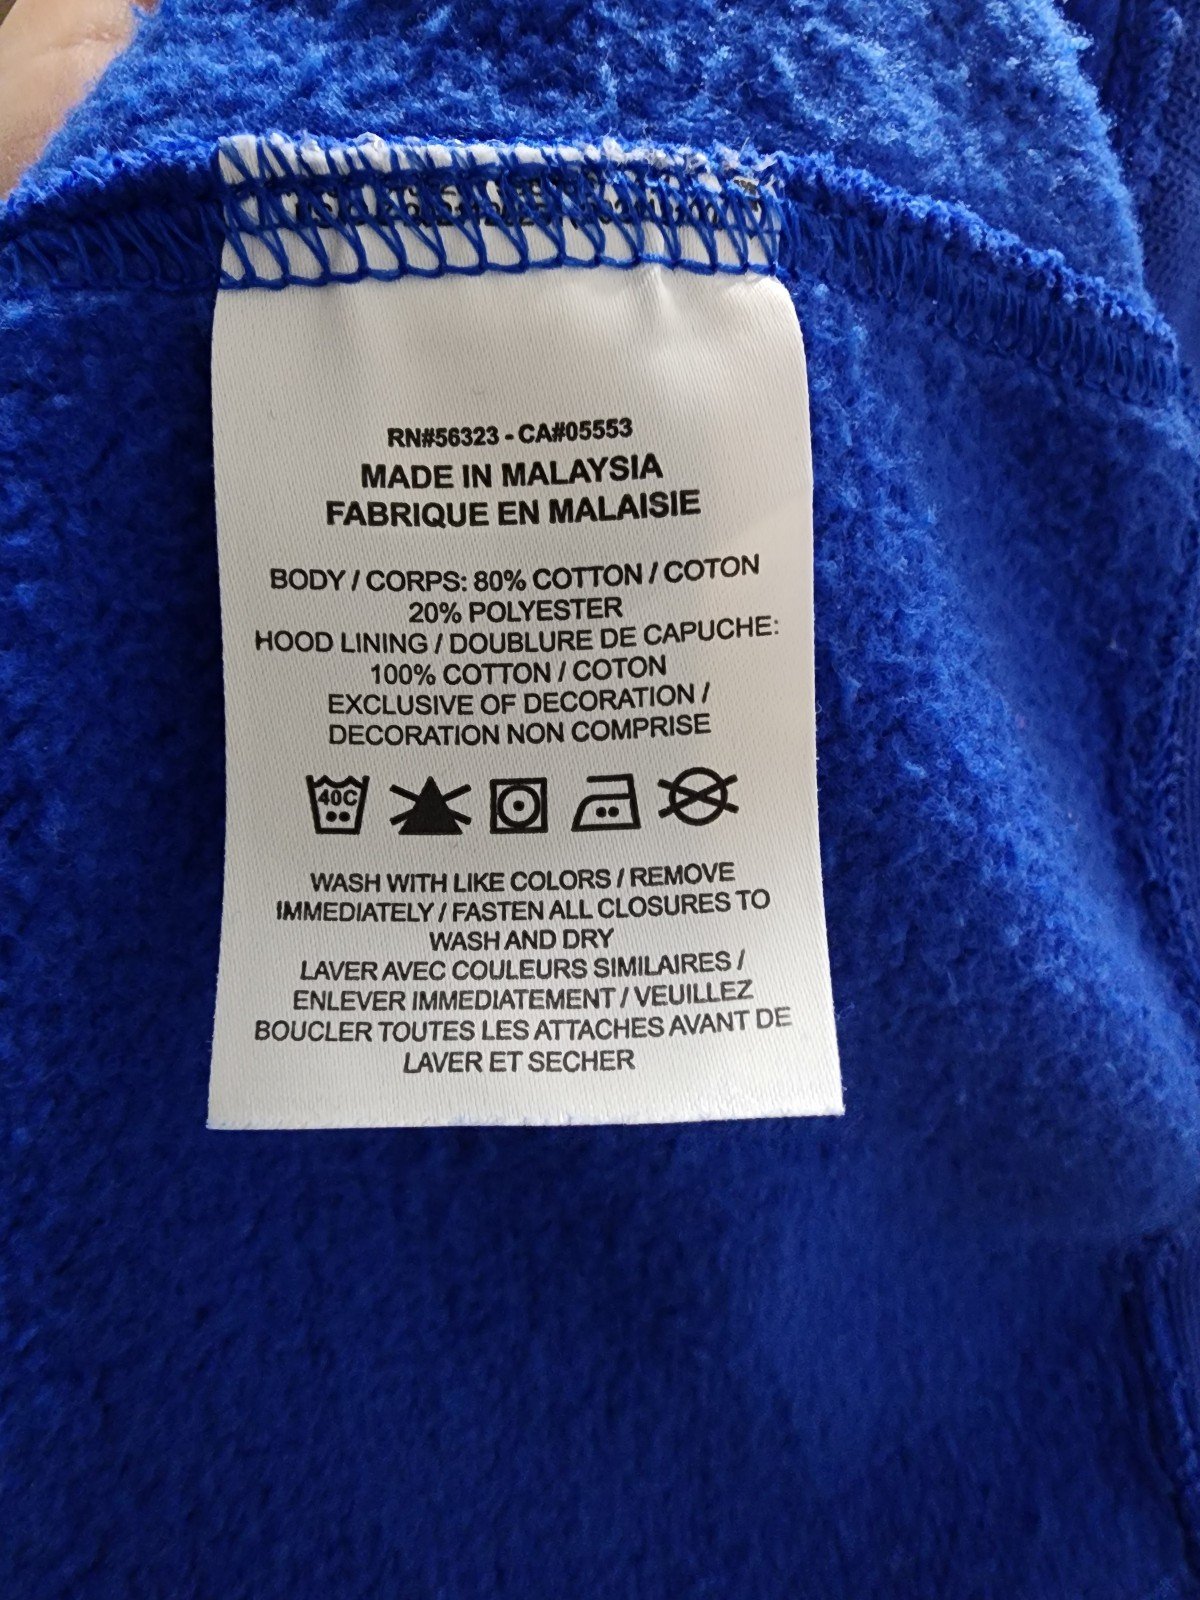 RN#56323 - CA#05553
MADE IN MALAYSIA
FABRIQUE EN MALAISIE
BODY / CORPS: 80% COTTON / COTON
20% POLYESTER
HOOD LINING / DOUBLURE DE CAPUCHE:
100% COTTON / COTON
EXCLUSIVE OF DECORATION /
DECORATION NON COMPRISE
40C
WASH WITH LIKE COLORS / REMOVE
IMMEDIATELY / FASTEN ALL CLOSURES TO
WASH AND DRY
LAVER AVEC COULEURS SIMILAIRES /
ENLEVER IMMEDIATEMENT / VEUILLEZ
BOUCLER TOUTES LES ATTACHES AVANT DE
LAVER ET SECHER